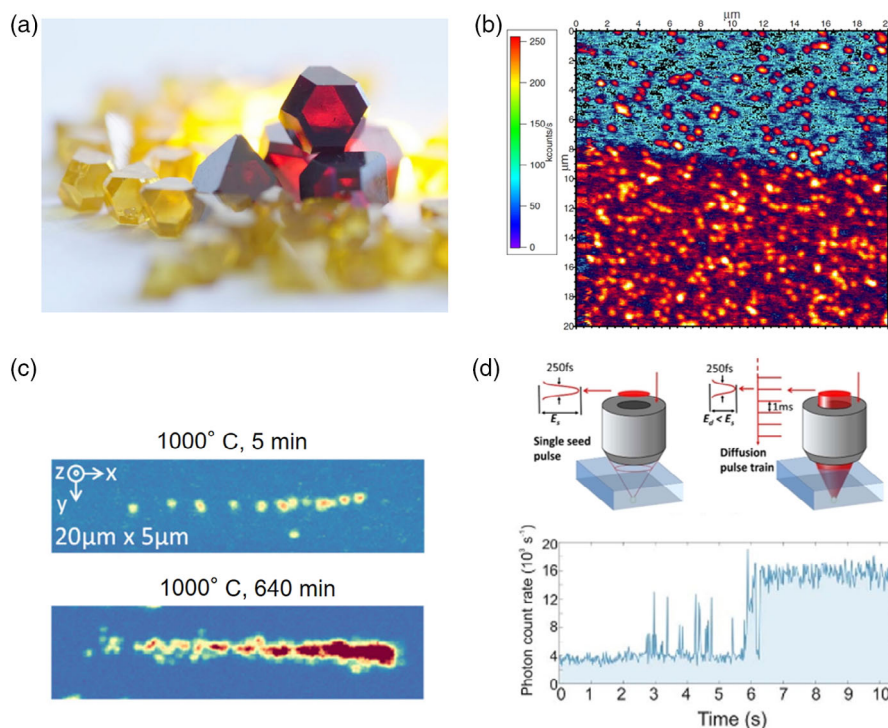 (a)
(b)
μm
0 2 4 6 8 10 12 14 16 18 20
250
200
150
100
50
0
kcounts/s
μm
0
2
4
6
8
10
12
14
16
18
20
(c)
1000° C, 5 min
z x
y
20μm x 5μm
1000° C, 640 min
(d)
250fs
Es
Single seed
pulse
250fs
Ed < Es
1ms
Diffusion
pulse train
Photon count rate (10³ s⁻¹)
20
16
12
8
4
0
0 1 2 3 4 5 6 7 8 9 10
Time (s)